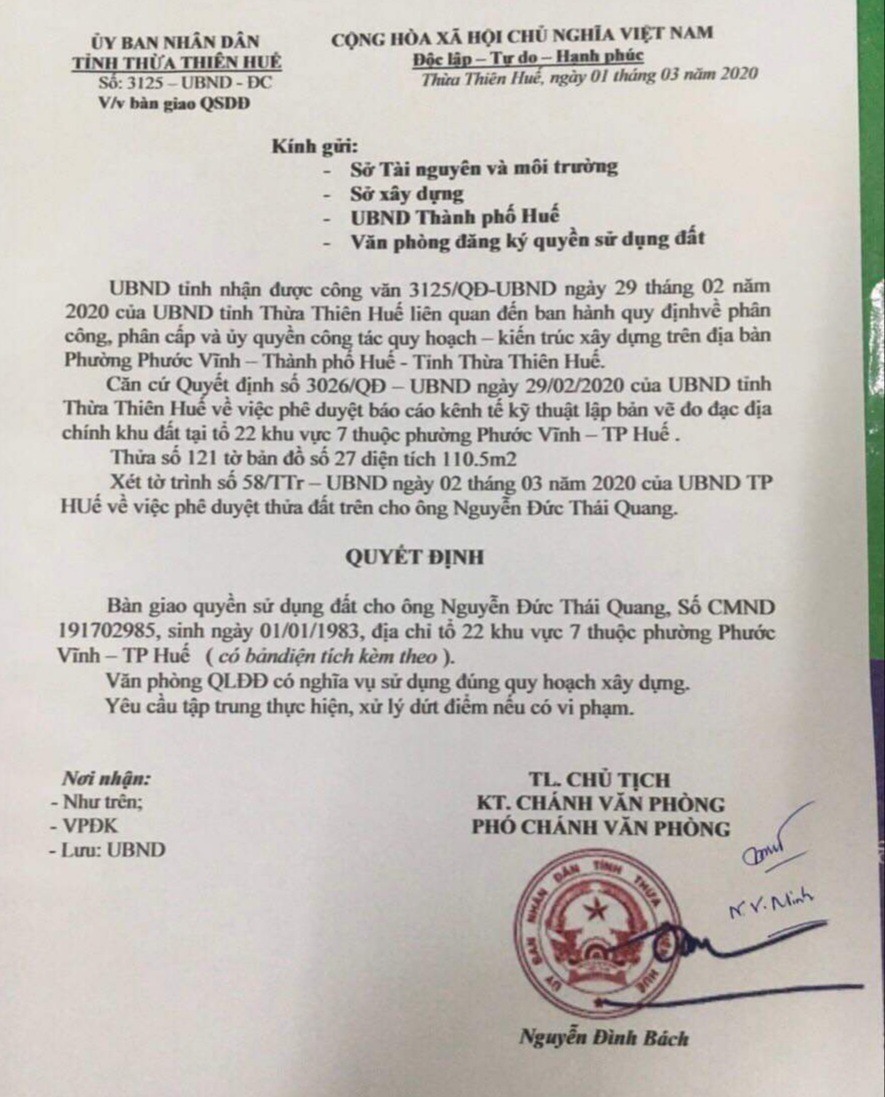 ỦY BAN NHÂN DÂN
TỈNH THỪA THIÊN HUẾ
Số: 3125 – UBND - ĐC
V/v bàn giao QSDĐ
CỘNG HÒA XÃ HỘI CHỦ NGHĨA VIỆT NAM
Độc lập – Tự do – Hạnh phúc
Thừa Thiên Huế, ngày 01 tháng 03 năm 2020
Kính gửi:
- Sở Tài nguyên và môi trường
- Sở xây dựng
- UBND Thành phố Huế
- Văn phòng đăng ký quyền sử dụng đất
UBND tỉnh nhận được công văn 3125/QĐ-UBND ngày 29 tháng 02 năm
2020 của UBND tỉnh Thừa Thiên Huế liên quan đến ban hành quy địnhvề phân
công, phân cấp và ủy quyền công tác quy hoạch – kiến trúc xây dựng trên địa bàn
Phường Phước Vĩnh – Thành phố Huế - Tỉnh Thừa Thiên Huế.
Căn cứ Quyết định số 3026/QĐ – UBND ngày 29/02/2020 của UBND tỉnh
Thừa Thiên Huế về việc phê duyệt báo cáo kênh tế kỹ thuật lập bản vẽ đo đạc địa
chính khu đất tại tổ 22 khu vực 7 thuộc phường Phước Vĩnh – TP Huế .
Thửa số 121 tờ bản đồ số 27 diện tích 110.5m2
Xét tờ trình số 58/TTr – UBND ngày 02 tháng 03 năm 2020 của UBND TP
HUế về việc phê duyệt thửa đất trên cho ông Nguyễn Đức Thái Quang.
QUYẾT ĐỊNH
Bàn giao quyền sử dụng đất cho ông Nguyễn Đức Thái Quang, Số CMND
191702985, sinh ngày 01/01/1983, địa chỉ tổ 22 khu vực 7 thuộc phường Phước
Vĩnh – TP Huế ( có bảndiện tích kèm theo ).
Văn phòng QLĐĐ có nghĩa vụ sử dụng đúng quy hoạch xây dựng.
Yêu cầu tập trung thực hiện, xử lý dứt điểm nếu có vi phạm.
Nơi nhận:
- Như trên;
- VPĐK
- Lưu: UBND
TL. CHỦ TỊCH
KT. CHÁNH VĂN PHÒNG
PHÓ CHÁNH VĂN PHÒNG
N.V.Minh
ỦY BAN NHÂN DÂN TỈNH THỪA HUẾ
Nguyễn Đình Bách